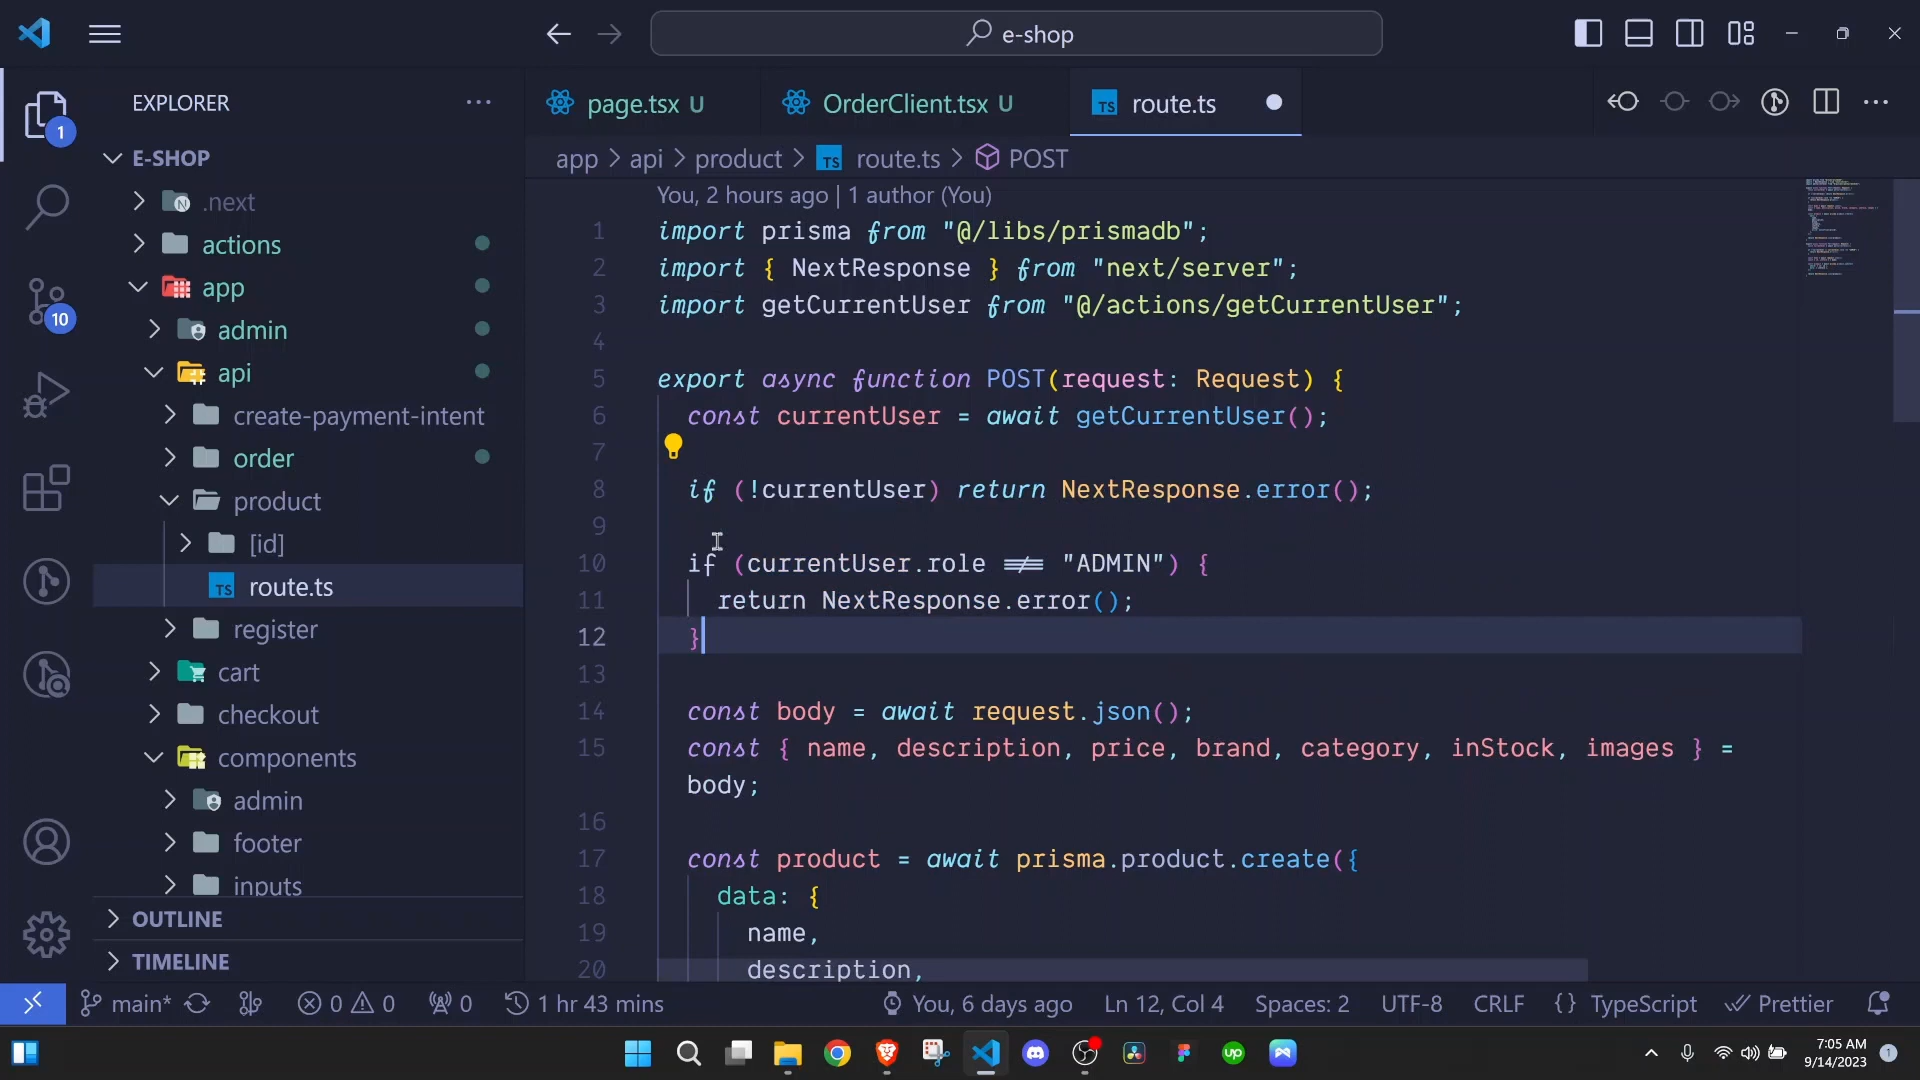 e-shop
EXPLORER
page.tsx U
OrderClient.tsx U
TS route.ts
app > api > product > TS route.ts > POST
1
E-SHOP
.next
actions
app
admin
api
create-payment-intent
order
product
[id]
TS route.ts
register
cart
checkout
components
admin
footer
inputs
OUTLINE
TIMELINE
10
You, 2 hours ago | 1 author (You)
1 import prisma from "@/libs/prismadb";
2 import { NextResponse } from "next/server";
3 import getCurrentUser from "@/actions/getCurrentUser";
4
5 export async function POST(request: Request) {
6 const currentUser = await getCurrentUser();
7
8 if (!currentUser) return NextResponse.error();
9
10 if (currentUser.role !== "ADMIN") {
11 return NextResponse.error();
12 }
13
14 const body = await request.json();
15 const { name, description, price, brand, category, inStock, images } =
body;
16
17 const product = await prisma.product.create({
18 data: {
19 name,
20 description,
main* 0 0 0 1 hr 43 mins You, 6 days ago Ln 12, Col 4 Spaces: 2 UTF-8 CRLF {} TypeScript Prettier
up
7:05 AM
9/14/2023
1